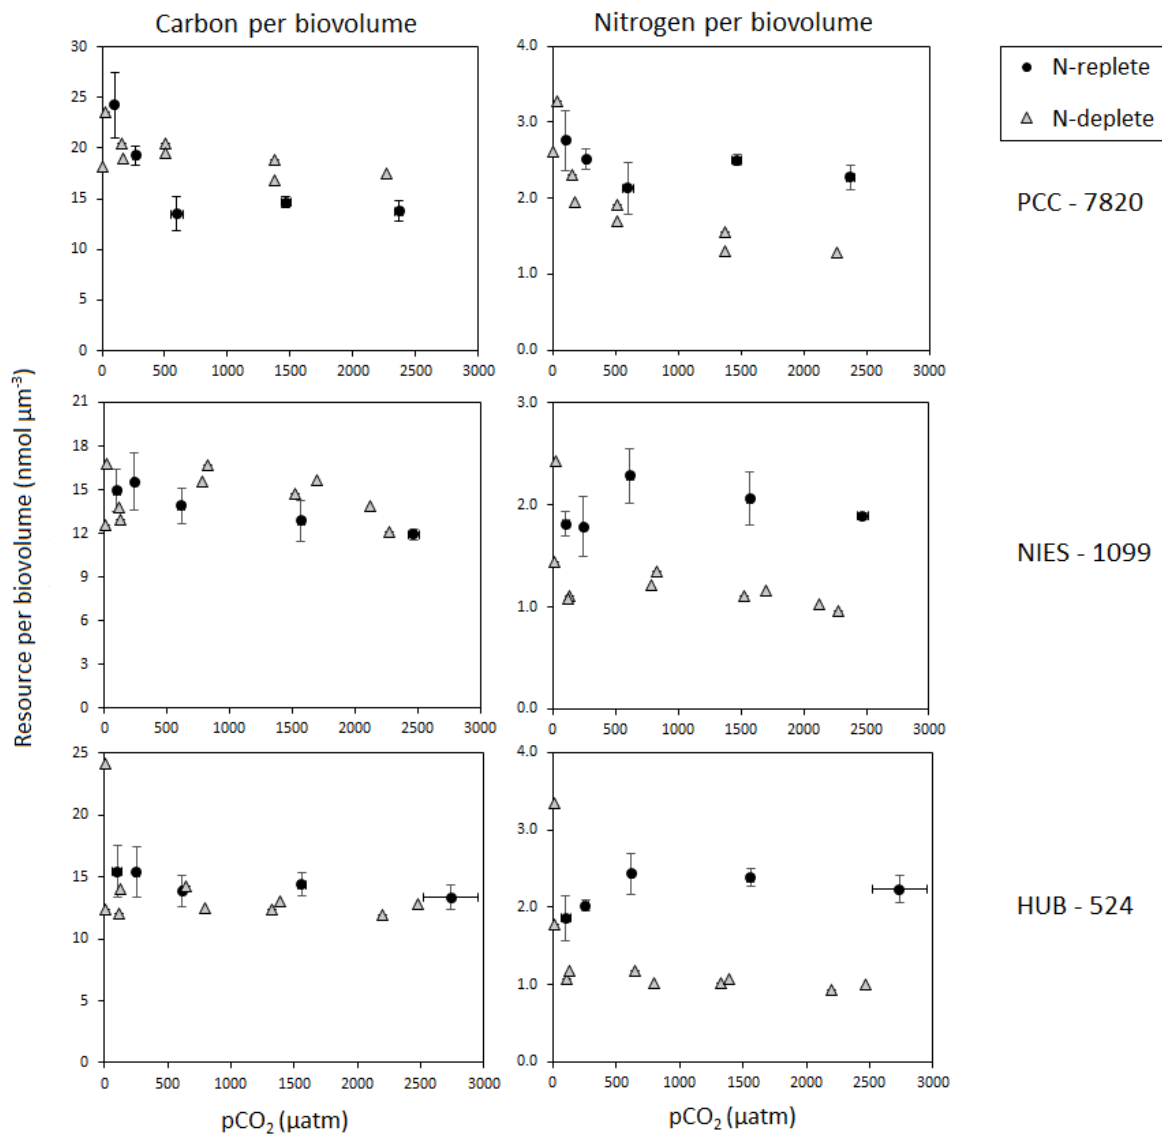 Carbon per biovolume
Nitrogen per biovolume
N-replete
N-deplete
30
25
20
15
10
5
0
0 500 1000 1500 2000 2500 3000
4.0
3.0
2.0
1.0
0.0
0 500 1000 1500 2000 2500 3000
PCC - 7820
Resource per biovolume (nmol µm⁻³)
21
18
15
12
9
6
3
0
0 500 1000 1500 2000 2500 3000
3.0
2.0
1.0
0.0
0 500 1000 1500 2000 2500 3000
NIES - 1099
25
20
15
10
5
0
0 500 1000 1500 2000 2500 3000
4.0
3.0
2.0
1.0
0.0
0 500 1000 1500 2000 2500 3000
HUB - 524
pCO₂ (µatm)
pCO₂ (µatm)